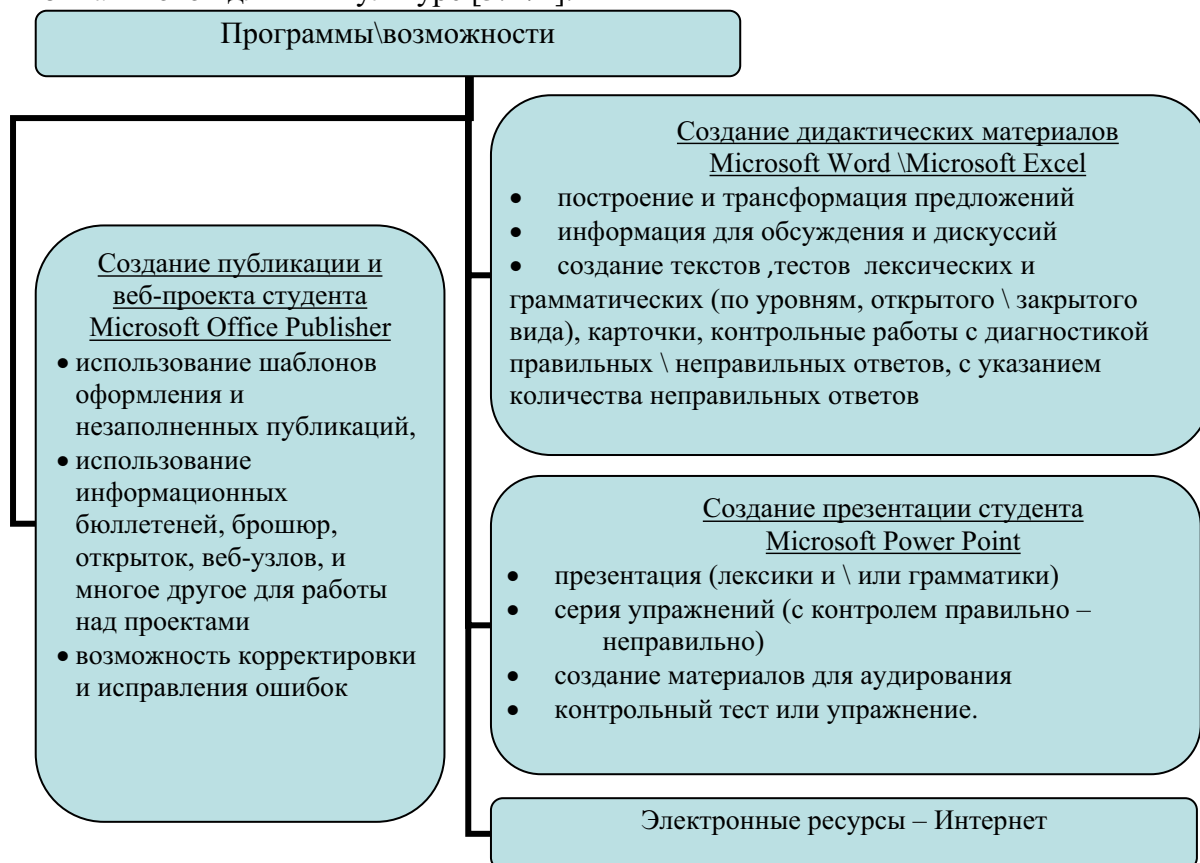 Программы\возможности
Создание дидактических материалов
Microsoft Word \Microsoft Excel
• построение и трансформация предложений
• информация для обсуждения и дискуссий
• создание текстов ,тестов лексических и
грамматических (по уровням, открытого \ закрытого
вида), карточки, контрольные работы с диагностикой
правильных \ неправильных ответов, с указанием
количества неправильных ответов
Создание публикации и
веб-проекта студента
Microsoft Office Publisher
• использование шаблонов
оформления и
незаполненных публикаций,
• использование
информационных
бюллетеней, брошюр,
открыток, веб-узлов, и
многое другое для работы
над проектами
• возможность корректировки
и исправления ошибок
Создание презентации студента
Microsoft Power Point
• презентация (лексики и \ или грамматики)
• серия упражнений (с контролем правильно –
неправильно)
• создание материалов для аудирования
• контрольный тест или упражнение.
Электронные ресурсы – Интернет